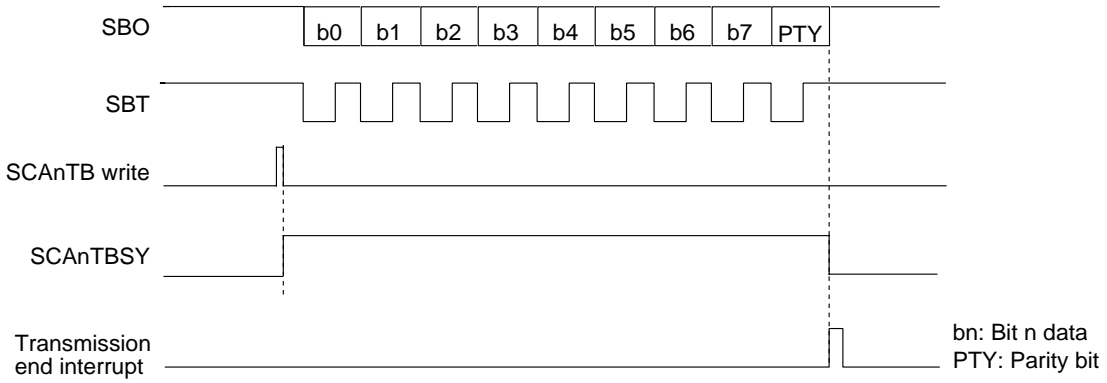 SBO
b0 b1 b2 b3 b4 b5 b6 b7 PTY
SBT
SCAnTB write
SCAnTBSY
Transmission
end interrupt
bn: Bit n data
PTY: Parity bit